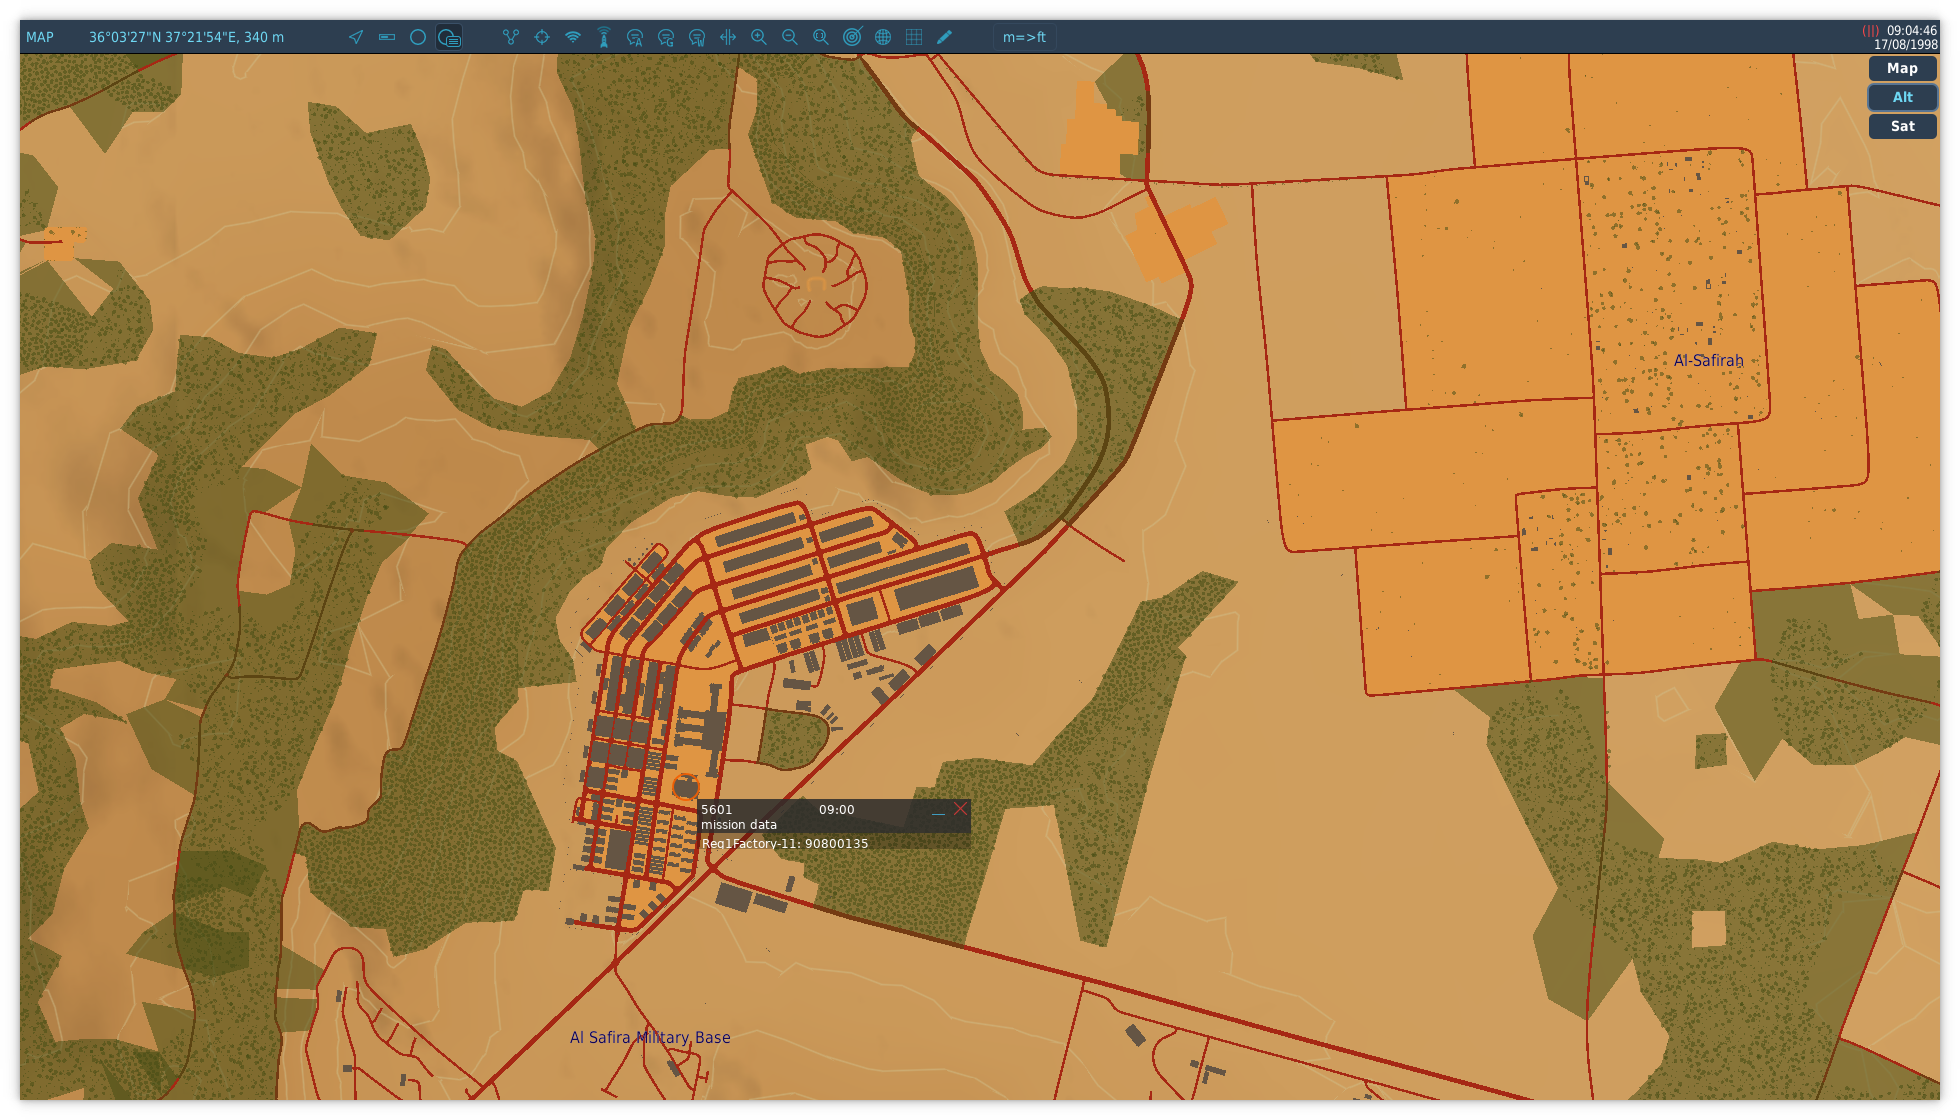 MAP 36°03'27"N 37°21'54"E, 340 m m=>ft 09:04:46
17/08/1998
Map
Alt
Sat
Al-Safirah
5601 09:00
mission data
Reg1Factory-11: 90800135
Al Safira Military Base